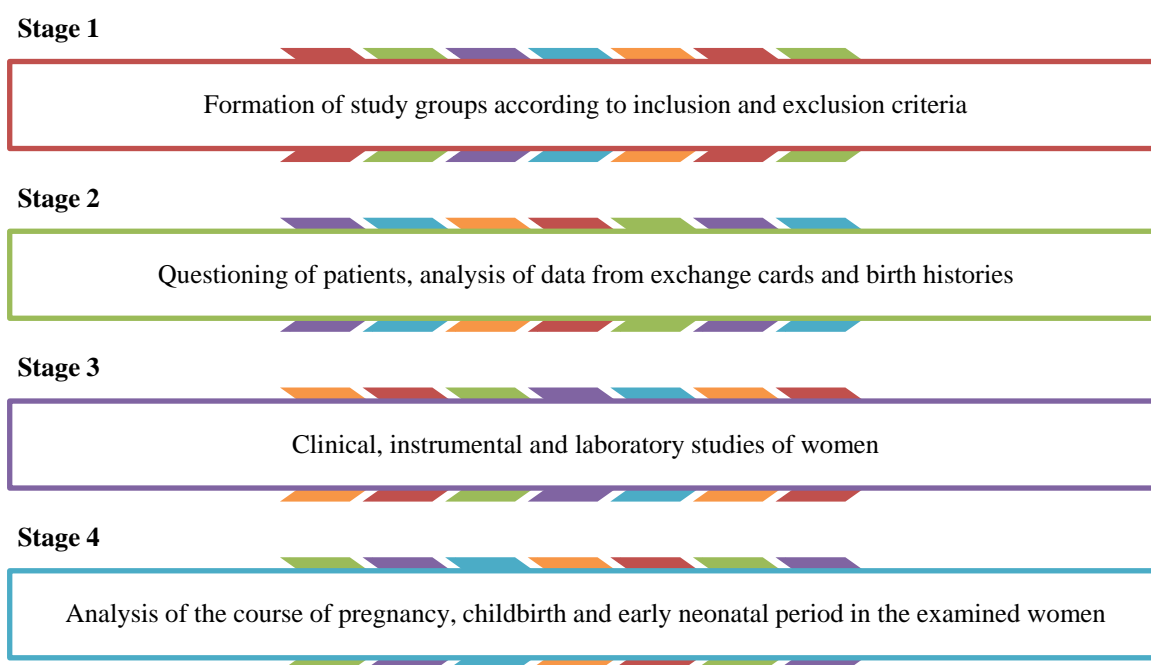 Stage 1
Formation of study groups according to inclusion and exclusion criteria
Stage 2
Questioning of patients, analysis of data from exchange cards and birth histories
Stage 3
Clinical, instrumental and laboratory studies of women
Stage 4
Analysis of the course of pregnancy, childbirth and early neonatal period in the examined women